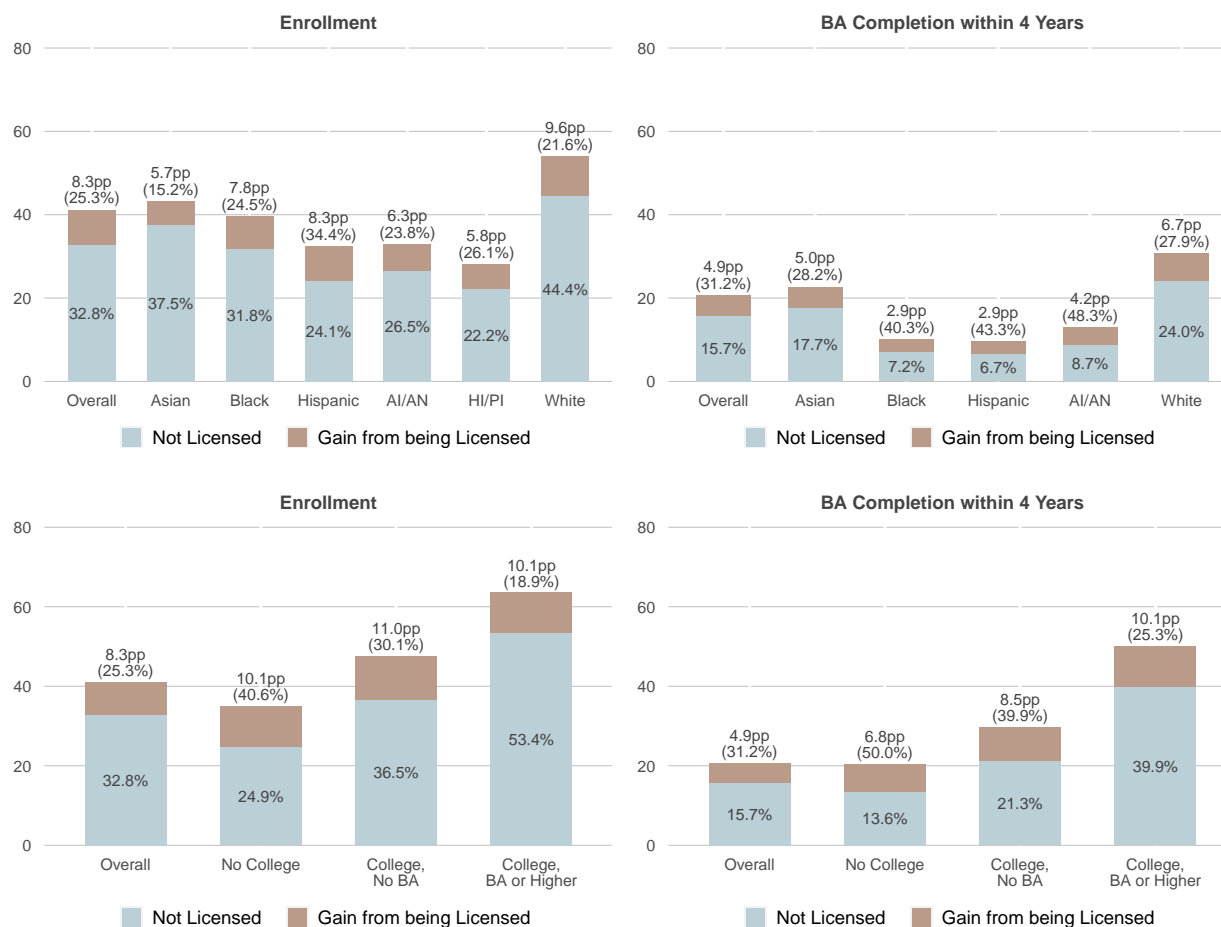 Enrollment
80
60
40
20
0
8.3pp
(25.3%)
32.8%
5.7pp
(15.2%)
37.5%
7.8pp
(24.5%)
31.8%
8.3pp
(34.4%)
24.1%
6.3pp
(23.8%)
26.5%
5.8pp
(26.1%)
22.2%
9.6pp
(21.6%)
44.4%
Overall Asian Black Hispanic AI/AN HI/PI White
Not Licensed Gain from being Licensed
BA Completion within 4 Years
80
60
40
20
0
4.9pp
(31.2%)
15.7%
5.0pp
(28.2%)
17.7%
2.9pp
(40.3%)
7.2%
2.9pp
(43.3%)
6.7%
4.2pp
(48.3%)
8.7%
6.7pp
(27.9%)
24.0%
Overall Asian Black Hispanic AI/AN White
Not Licensed Gain from being Licensed
Enrollment
80
60
40
20
0
8.3pp
(25.3%)
32.8%
10.1pp
(40.6%)
24.9%
11.0pp
(30.1%)
36.5%
10.1pp
(18.9%)
53.4%
Overall No College College, College,
No BA BA or Higher
Not Licensed Gain from being Licensed
BA Completion within 4 Years
80
60
40
20
0
4.9pp
(31.2%)
15.7%
6.8pp
(50.0%)
13.6%
8.5pp
(39.9%)
21.3%
10.1pp
(25.3%)
39.9%
Overall No College College, College,
No BA BA or Higher
Not Licensed Gain from being Licensed